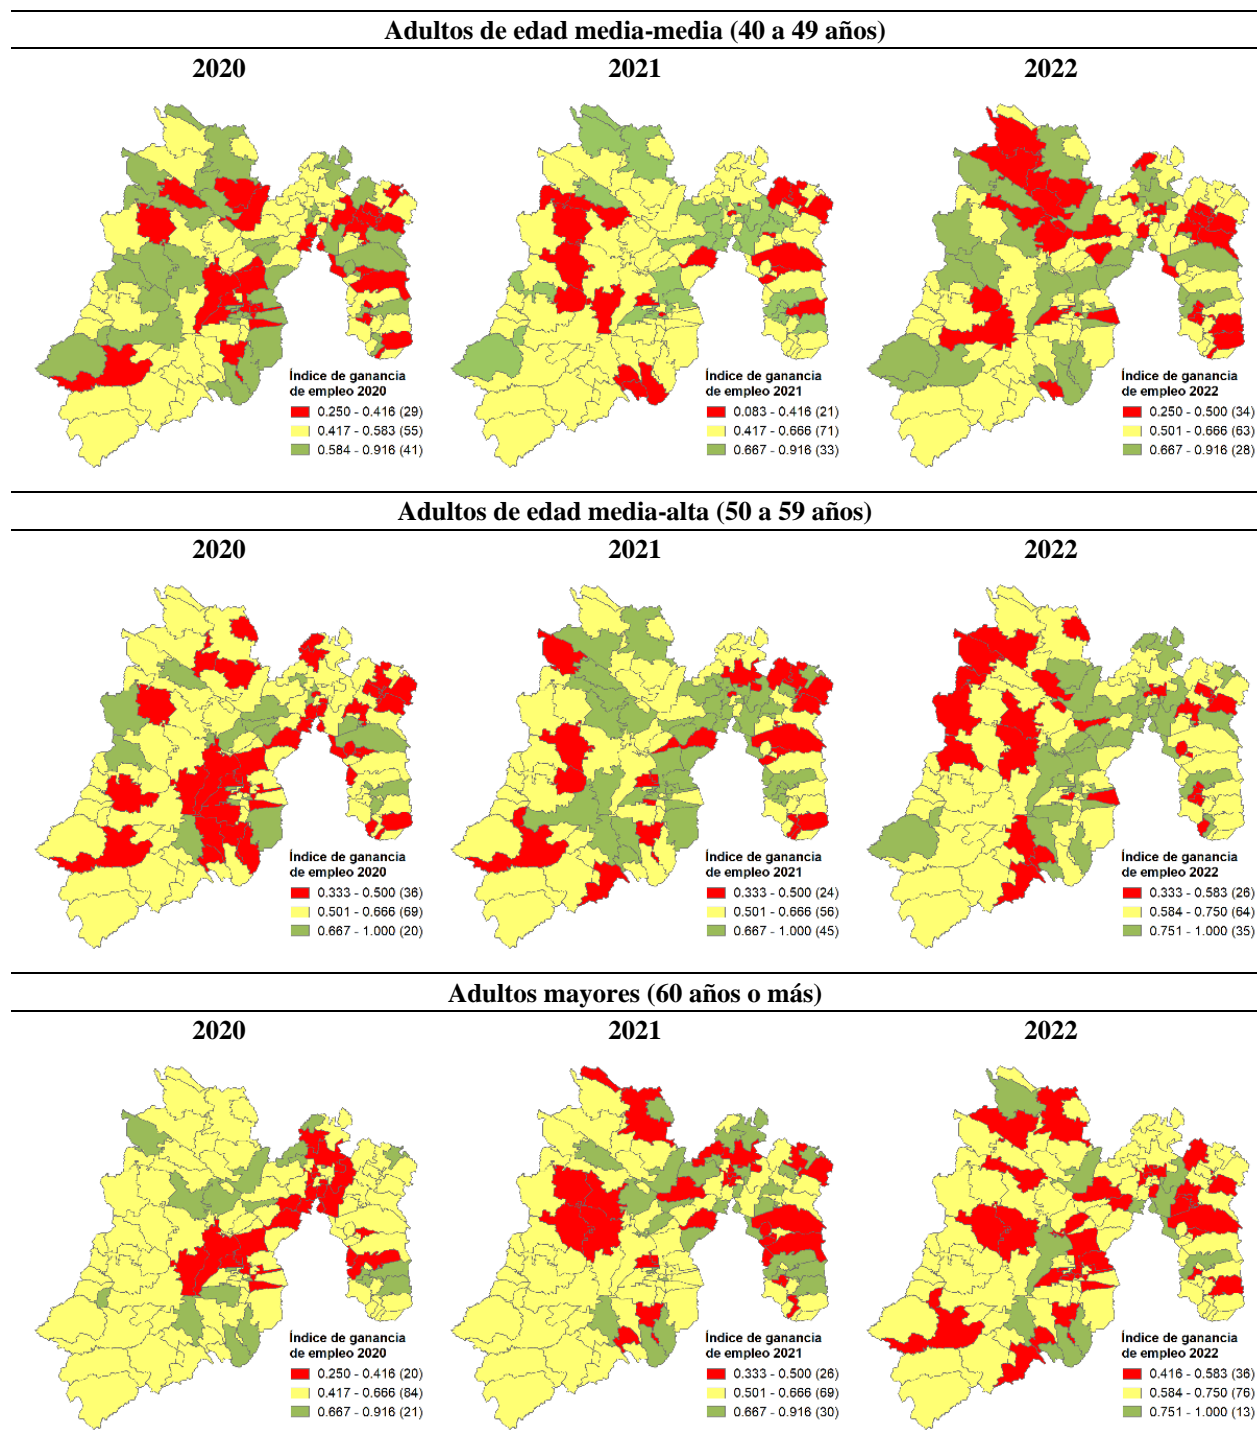 Adultos de edad media-media (40 a 49 años)
2020
2021
2022
Índice de ganancia
de empleo 2020
0.250 - 0.416 (29)
0.417 - 0.583 (55)
0.584 - 0.916 (41)
Índice de ganancia
de empleo 2021
0.083 - 0.416 (21)
0.417 - 0.666 (71)
0.667 - 0.916 (33)
Índice de ganancia
de empleo 2022
0.250 - 0.500 (34)
0.501 - 0.666 (63)
0.667 - 0.916 (28)
Adultos de edad media-alta (50 a 59 años)
2020
2021
2022
Índice de ganancia
de empleo 2020
0.333 - 0.500 (36)
0.501 - 0.666 (69)
0.667 - 1.000 (20)
Índice de ganancia
de empleo 2021
0.333 - 0.500 (24)
0.501 - 0.666 (56)
0.667 - 1.000 (45)
Índice de ganancia
de empleo 2022
0.333 - 0.583 (26)
0.584 - 0.750 (64)
0.751 - 1.000 (35)
Adultos mayores (60 años o más)
2020
2021
2022
Índice de ganancia
de empleo 2020
0.250 - 0.416 (20)
0.417 - 0.666 (84)
0.667 - 0.916 (21)
Índice de ganancia
de empleo 2021
0.333 - 0.500 (26)
0.501 - 0.666 (69)
0.667 - 0.916 (30)
Índice de ganancia
de empleo 2022
0.416 - 0.583 (36)
0.584 - 0.750 (76)
0.751 - 1.000 (13)